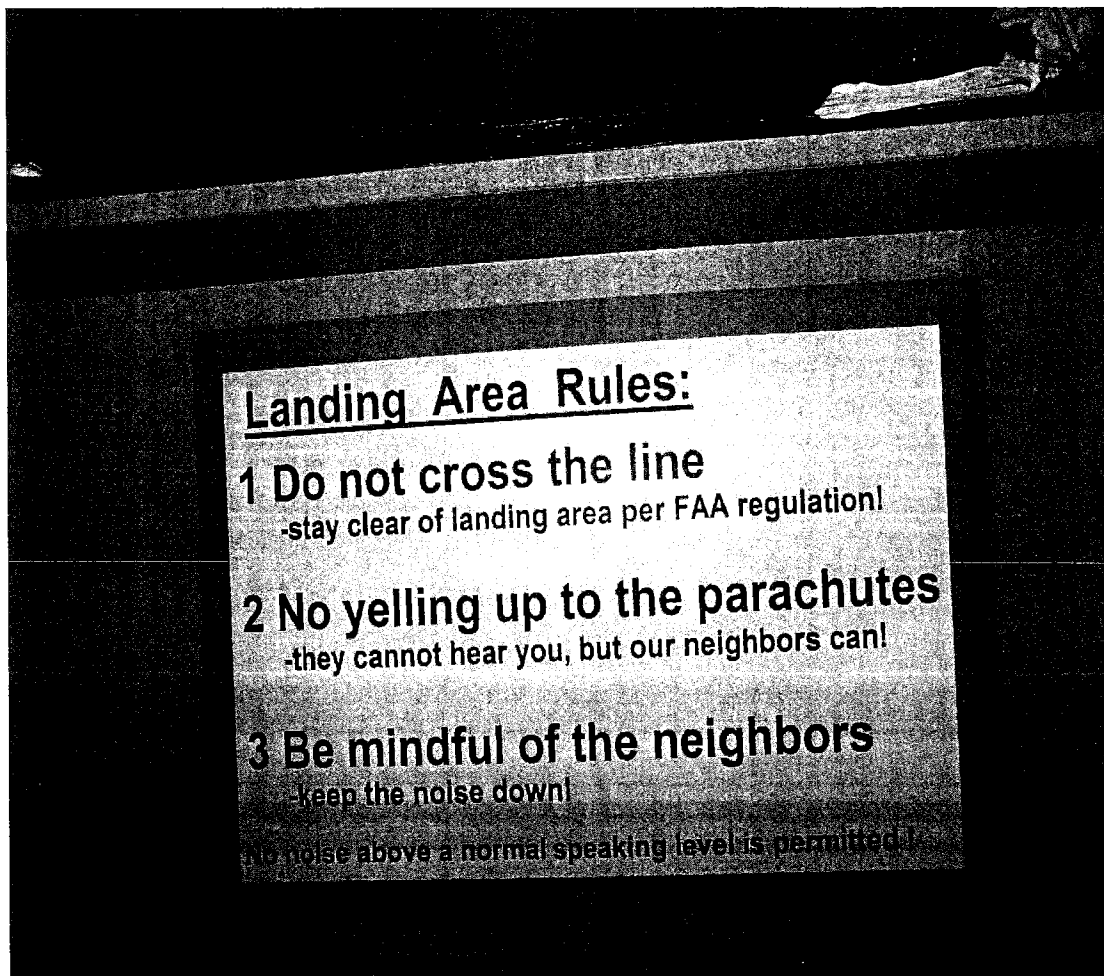 Landing Area Rules:
1 Do not cross the line
-stay clear of landing area per FAA regulation!
2 No yelling up to the parachutes
-they cannot hear you, but our neighbors can!
3 Be mindful of the neighbors
-keep the noise down!
No noise above a normal speaking level is permitted !